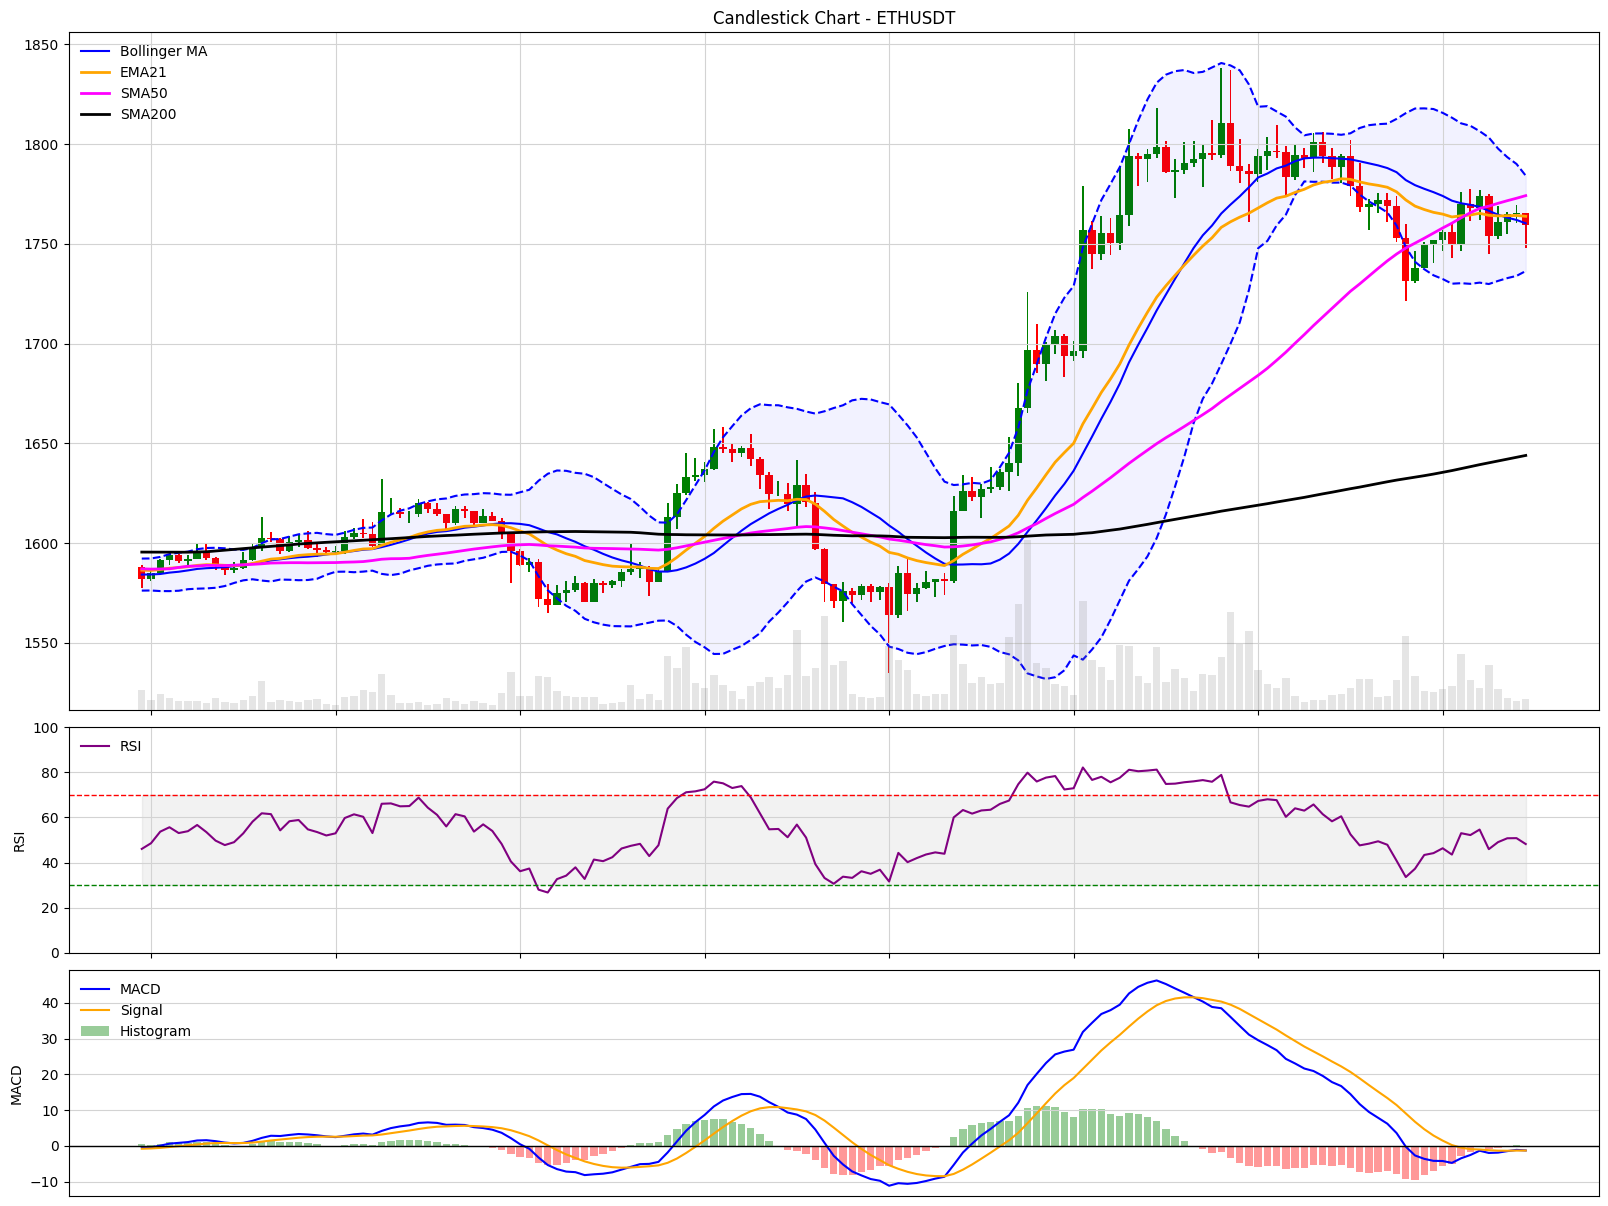 Candlestick Chart - ETHUSDT
1850
1800
1750
1700
1650
1600
1550
Bollinger MA
EMA21
SMA50
SMA200
100
80
60
40
20
0
RSI
RSI
40
30
20
10
0
−10
MACD
MACD
Signal
Histogram